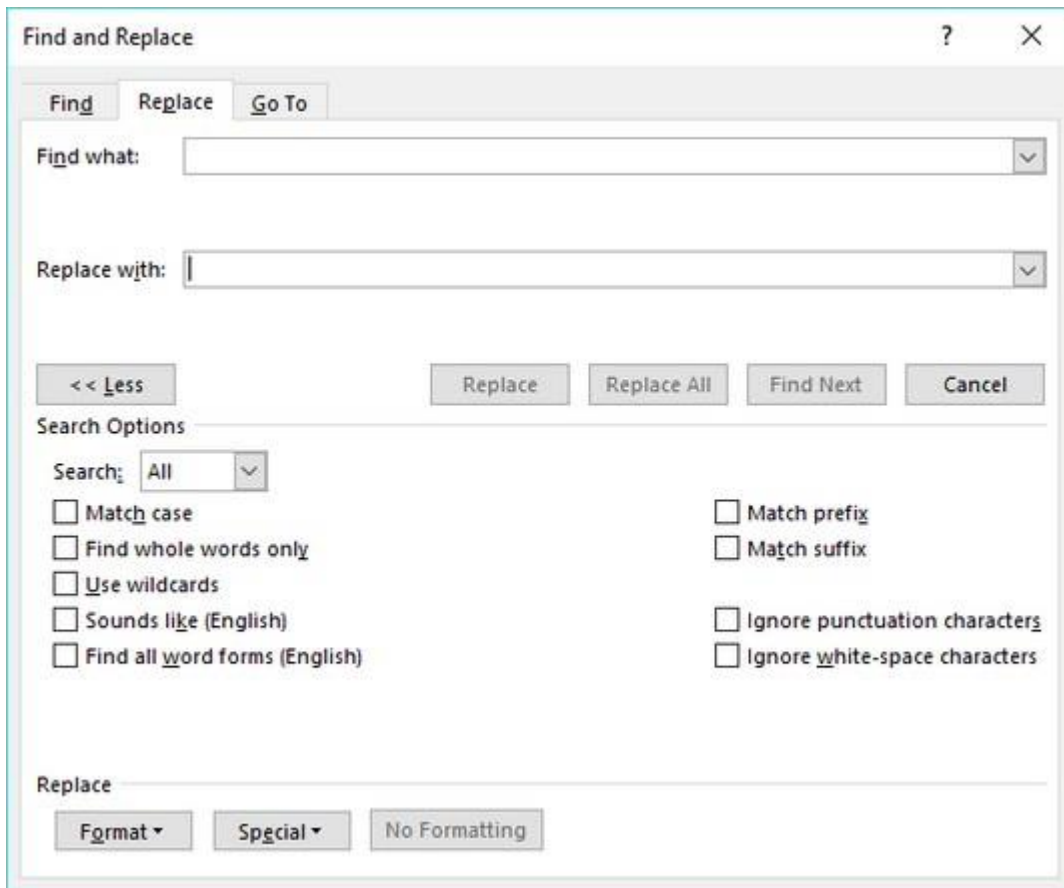 Find and Replace ?
Find Replace Go To
Find what:
Replace with:
<< Less Replace Replace All Find Next Cancel
Search Options
Search: All
Match case Match prefix
Find whole words only Match suffix
Use wildcards
Sounds like (English) Ignore punctuation characters
Find all word forms (English) Ignore white-space characters
Replace
Format Special No Formatting